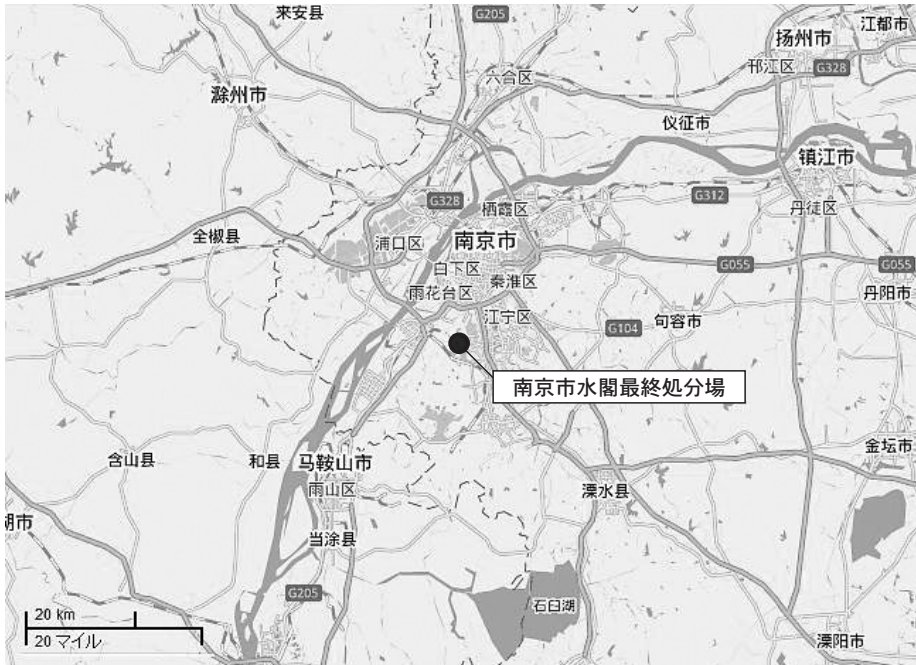 来安县
G205
扬州市
江都市
六合区
邗江区
G328
滁州市
仪征市
镇江市
G328
栖霞区
G312
丹徒区
全椒县
浦口区
南京市
白下区
G055
G055
秦淮区
雨花台区
丹阳市
江宁区
G104
句容市
南京市水閣最終処分場
含山县
和县
马鞍山市
金坛市
雨山区
溧水县
湖市
当涂县
G205
石臼湖
20 km
20 マイル
溧阳市